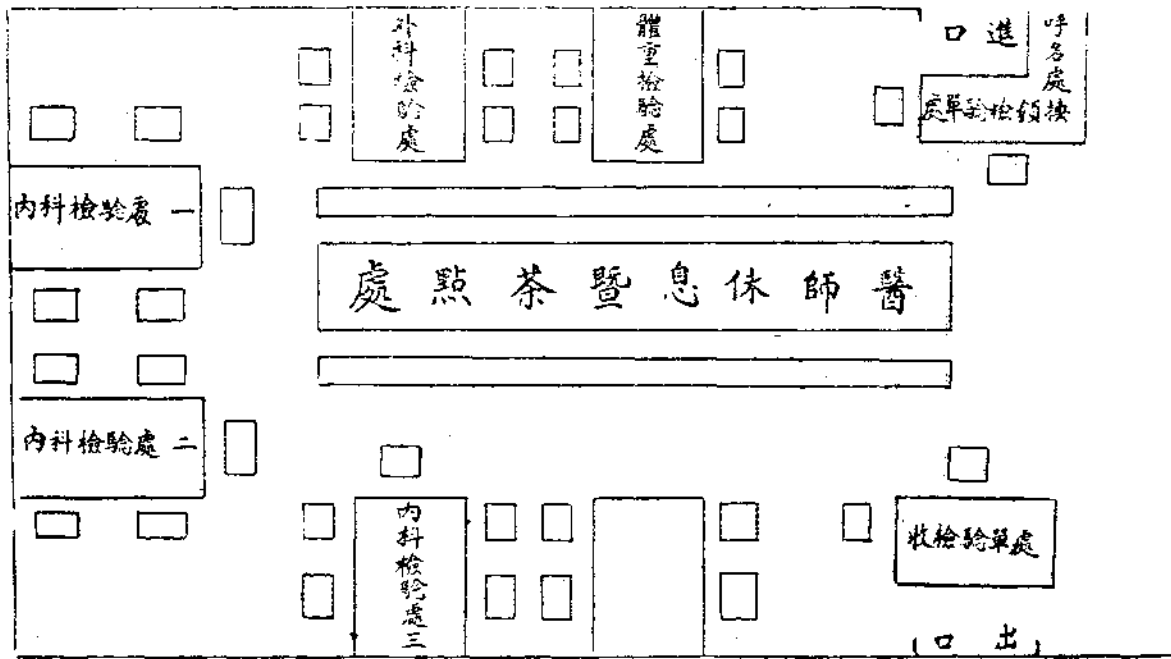 進口
呼名處
接領檢驗單處
體重檢驗處
外科檢驗處
內科檢驗處一
醫師休息暨茶點處
內科檢驗處二
內科檢驗處三
收檢驗單處
出口